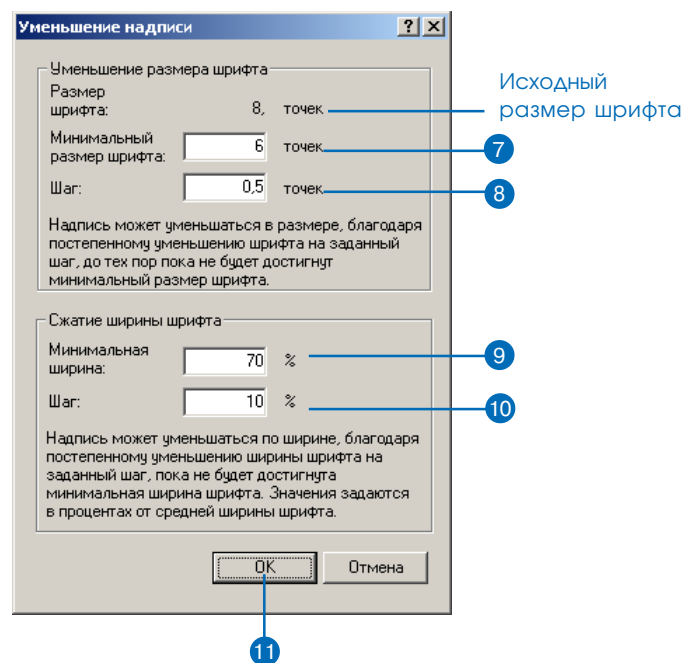 Уменьшение надписи
Уменьшение размера шрифта
Размер
шрифта: 8, точек
Исходный
размер шрифта
Минимальный
размер шрифта: 6 точек
7
Шаг: 0,5 точек
8
Надпись может уменьшаться в размере, благодаря
постепенному уменьшению шрифта на заданный
шаг, до тех пор пока не будет достигнут
минимальный размер шрифта.
Сжатие ширины шрифта
Минимальная
ширина: 70 %
9
Шаг: 10 %
10
Надпись может уменьшаться по ширине, благодаря
постепенному уменьшению ширины шрифта на
заданный шаг, пока не будет достигнута
минимальная ширина шрифта. Значения задаются
в процентах от средней ширины шрифта.
OK Отмена
11